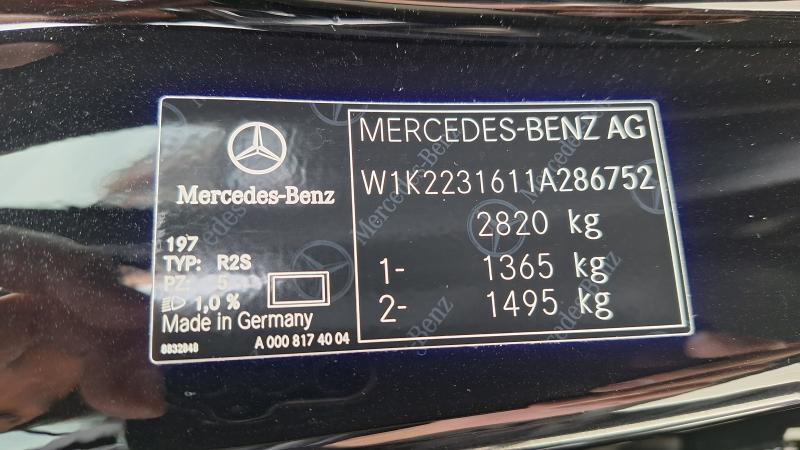 Mercedes-Benz
197
TYP: R2S
PZ: 5
1,0 %
Made in Germany
8832848
A 000 817 40 04
MERCEDES-BENZ AG
W1K2231611A286752
2820 kg
1- 1365 kg
2- 1495 kg